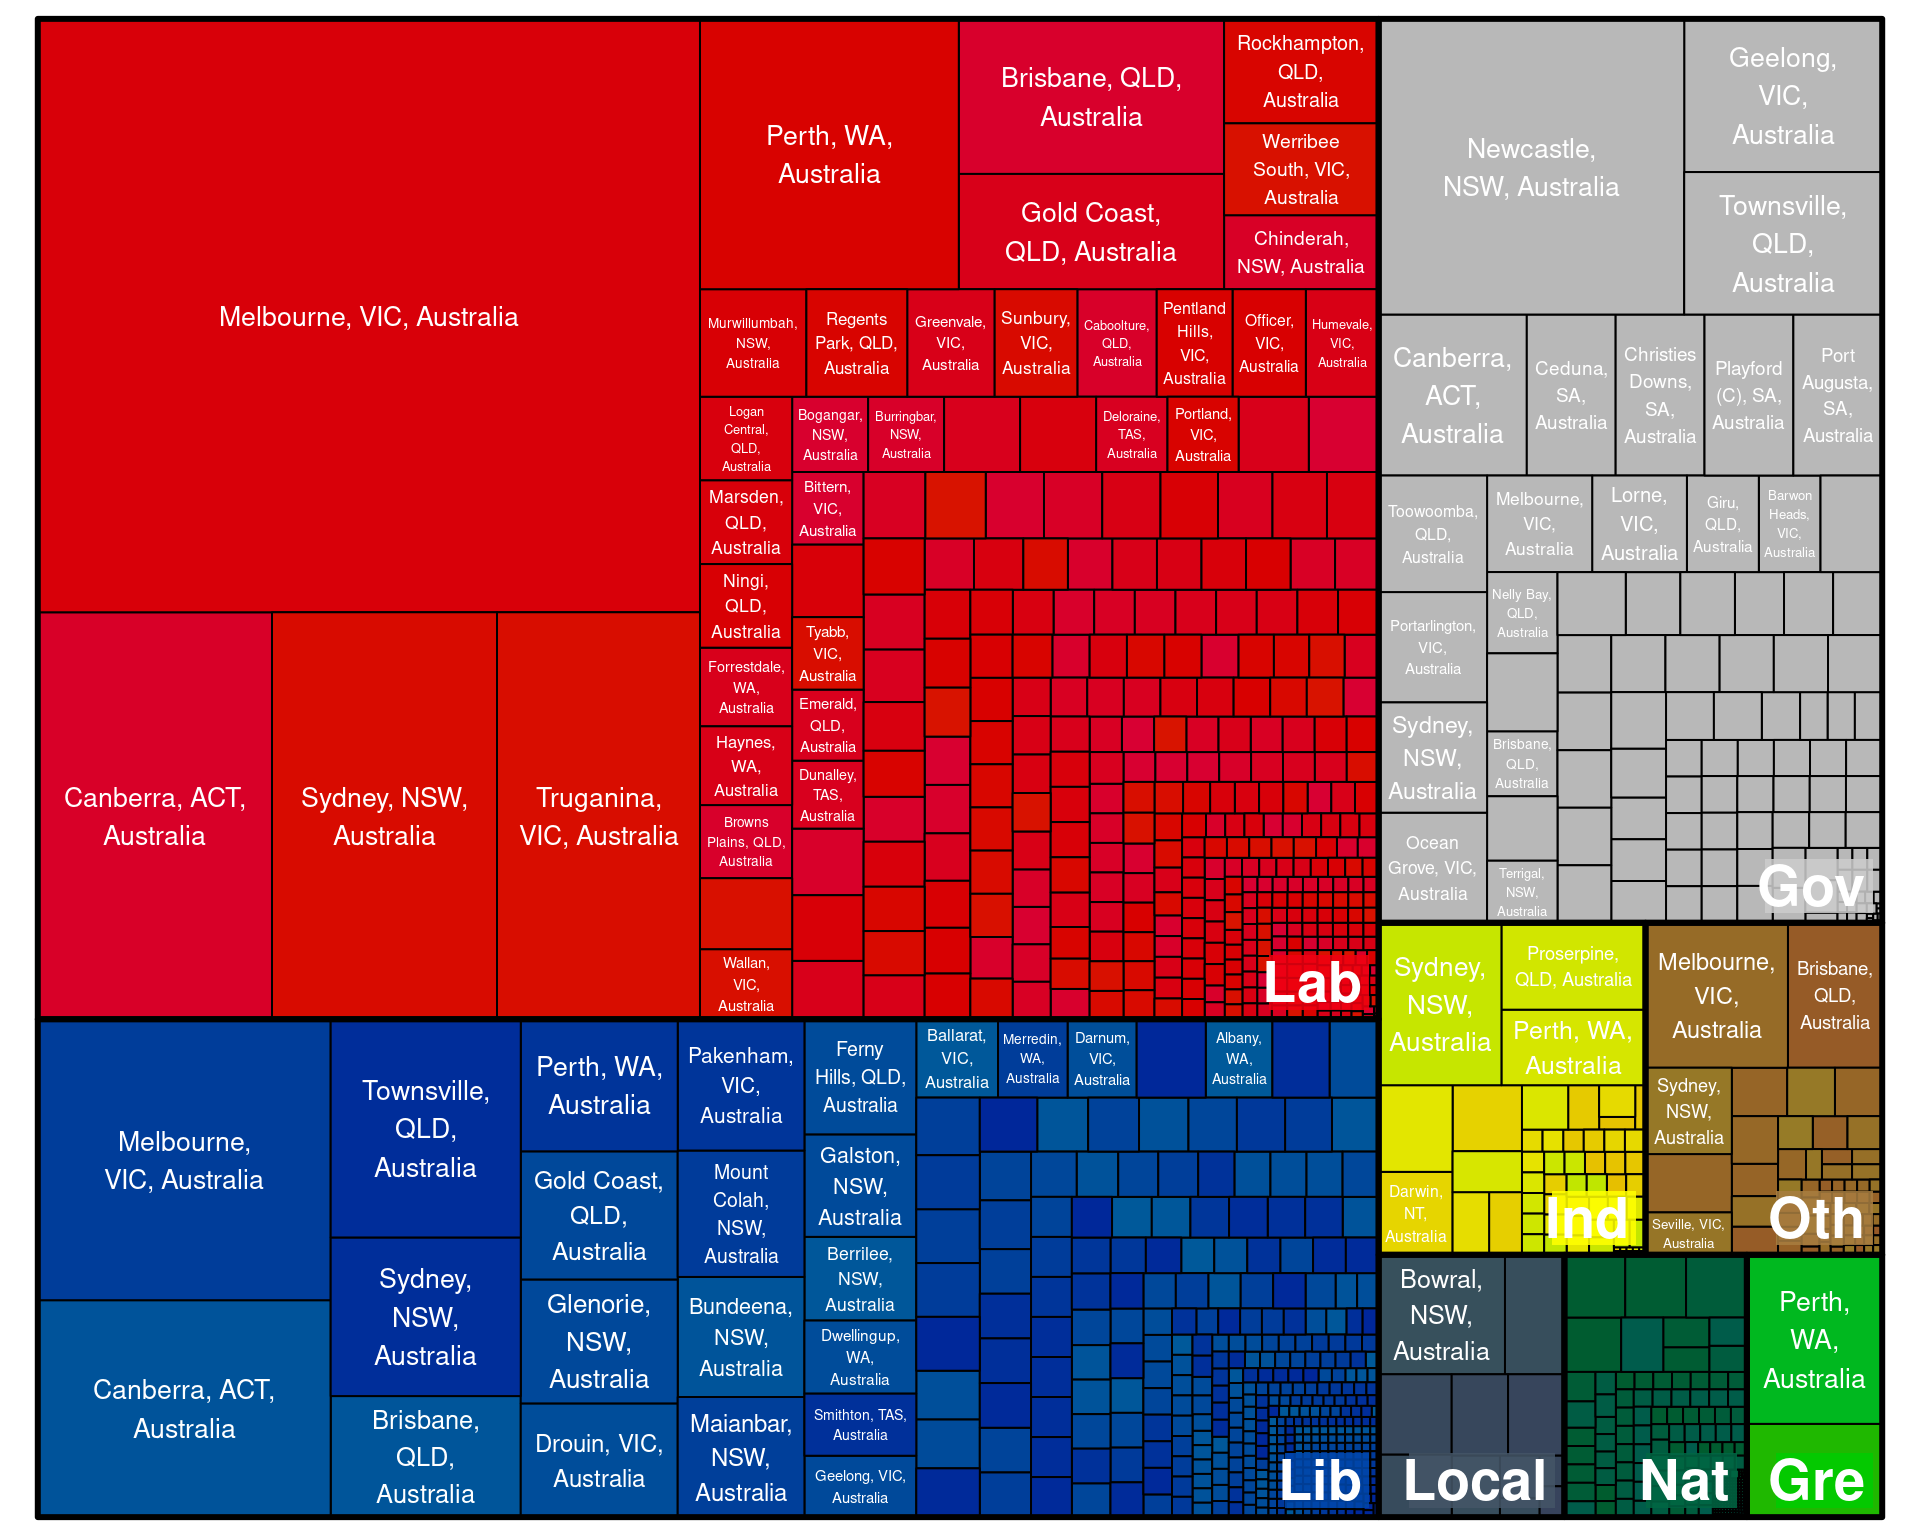 Melbourne, VIC, Australia
Canberra, ACT,
Australia
Sydney, NSW,
Australia
Truganina,
VIC, Australia
Perth, WA,
Australia
Brisbane, QLD,
Australia
Gold Coast,
QLD, Australia
Rockhampton,
QLD,
Australia
Werribee
South, VIC,
Australia
Chinderah,
NSW, Australia
Murwillumbah,
NSW,
Australia
Regents
Park, QLD,
Australia
Greenvale,
VIC,
Australia
Sunbury,
VIC,
Australia
Caboolture,
QLD,
Australia
Pentland
Hills,
VIC,
Australia
Officer,
VIC,
Australia
Humevale,
VIC,
Australia
Logan
Central,
QLD,
Australia
Marsden,
QLD,
Australia
Ningi,
QLD,
Australia
Forrestdale,
WA,
Australia
Haynes,
WA,
Australia
Browns
Plains, QLD,
Australia
Wallan,
VIC,
Australia
Bogangar,
NSW,
Australia
Burringbar,
NSW,
Australia
Deloraine,
TAS,
Australia
Portland,
VIC,
Australia
Bittern,
VIC,
Australia
Tyabb,
VIC,
Australia
Emerald,
QLD,
Australia
Dunalley,
TAS,
Australia
Lab
Newcastle,
NSW, Australia
Geelong,
VIC,
Australia
Townsville,
QLD,
Australia
Canberra,
ACT,
Australia
Ceduna,
SA,
Australia
Christies
Downs,
SA,
Australia
Playford
(C), SA,
Australia
Port
Augusta,
SA,
Australia
Toowoomba,
QLD,
Australia
Portarlington,
VIC,
Australia
Sydney,
NSW,
Australia
Ocean
Grove, VIC,
Australia
Melbourne,
VIC,
Australia
Lorne,
VIC,
Australia
Giru,
QLD,
Australia
Barwon
Heads,
VIC,
Australia
Nelly Bay,
QLD,
Australia
Brisbane,
QLD,
Australia
Terrigal,
NSW,
Australia
Gov
Melbourne,
VIC, Australia
Canberra, ACT,
Australia
Townsville,
QLD,
Australia
Sydney,
NSW,
Australia
Brisbane,
QLD,
Australia
Perth, WA,
Australia
Gold Coast,
QLD,
Australia
Glenorie,
NSW,
Australia
Drouin, VIC,
Australia
Pakenham,
VIC,
Australia
Mount
Colah,
NSW,
Australia
Bundeena,
NSW,
Australia
Maianbar,
NSW,
Australia
Ferny
Hills, QLD,
Australia
Galston,
NSW,
Australia
Berrilee,
NSW,
Australia
Dwellingup,
WA,
Australia
Smithton, TAS,
Australia
Geelong, VIC,
Australia
Ballarat,
VIC,
Australia
Merredin,
WA,
Australia
Darnum,
VIC,
Australia
Albany,
WA,
Australia
Lib
Sydney,
NSW,
Australia
Proserpine,
QLD, Australia
Perth, WA,
Australia
Darwin,
NT,
Australia
Ind
Melbourne,
VIC,
Australia
Brisbane,
QLD,
Australia
Sydney,
NSW,
Australia
Seville, VIC,
Australia
Oth
Bowral,
NSW,
Australia
Local
Nat
Perth,
WA,
Australia
Gre